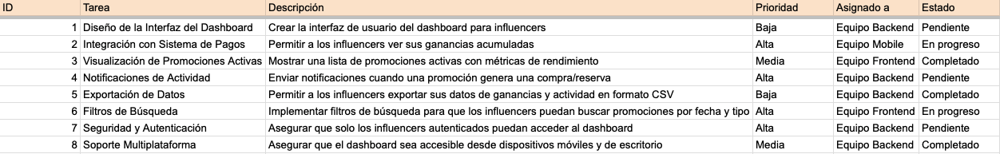 ID Tarea Descripción Prioridad Asignado a Estado
1 Diseño de la Interfaz del Dashboard Crear la interfaz de usuario del dashboard para influencers Baja Equipo Backend Pendiente
2 Integración con Sistema de Pagos Permitir a los influencers ver sus ganancias acumuladas Alta Equipo Mobile En progreso
3 Visualización de Promociones Activas Mostrar una lista de promociones activas con métricas de rendimiento Media Equipo Frontend Completado
4 Notificaciones de Actividad Enviar notificaciones cuando una promoción genera una compra/reserva Alta Equipo Backend Pendiente
5 Exportación de Datos Permitir a los influencers exportar sus datos de ganancias y actividad en formato CSV Baja Equipo Backend Completado
6 Filtros de Búsqueda Implementar filtros de búsqueda para que los influencers puedan buscar promociones por fecha y tipo Alta Equipo Frontend En progreso
7 Seguridad y Autenticación Asegurar que solo los influencers autenticados puedan acceder al dashboard Alta Equipo Backend Pendiente
8 Soporte Multiplataforma Asegurar que el dashboard sea accesible desde dispositivos móviles y de escritorio Media Equipo Backend Completado